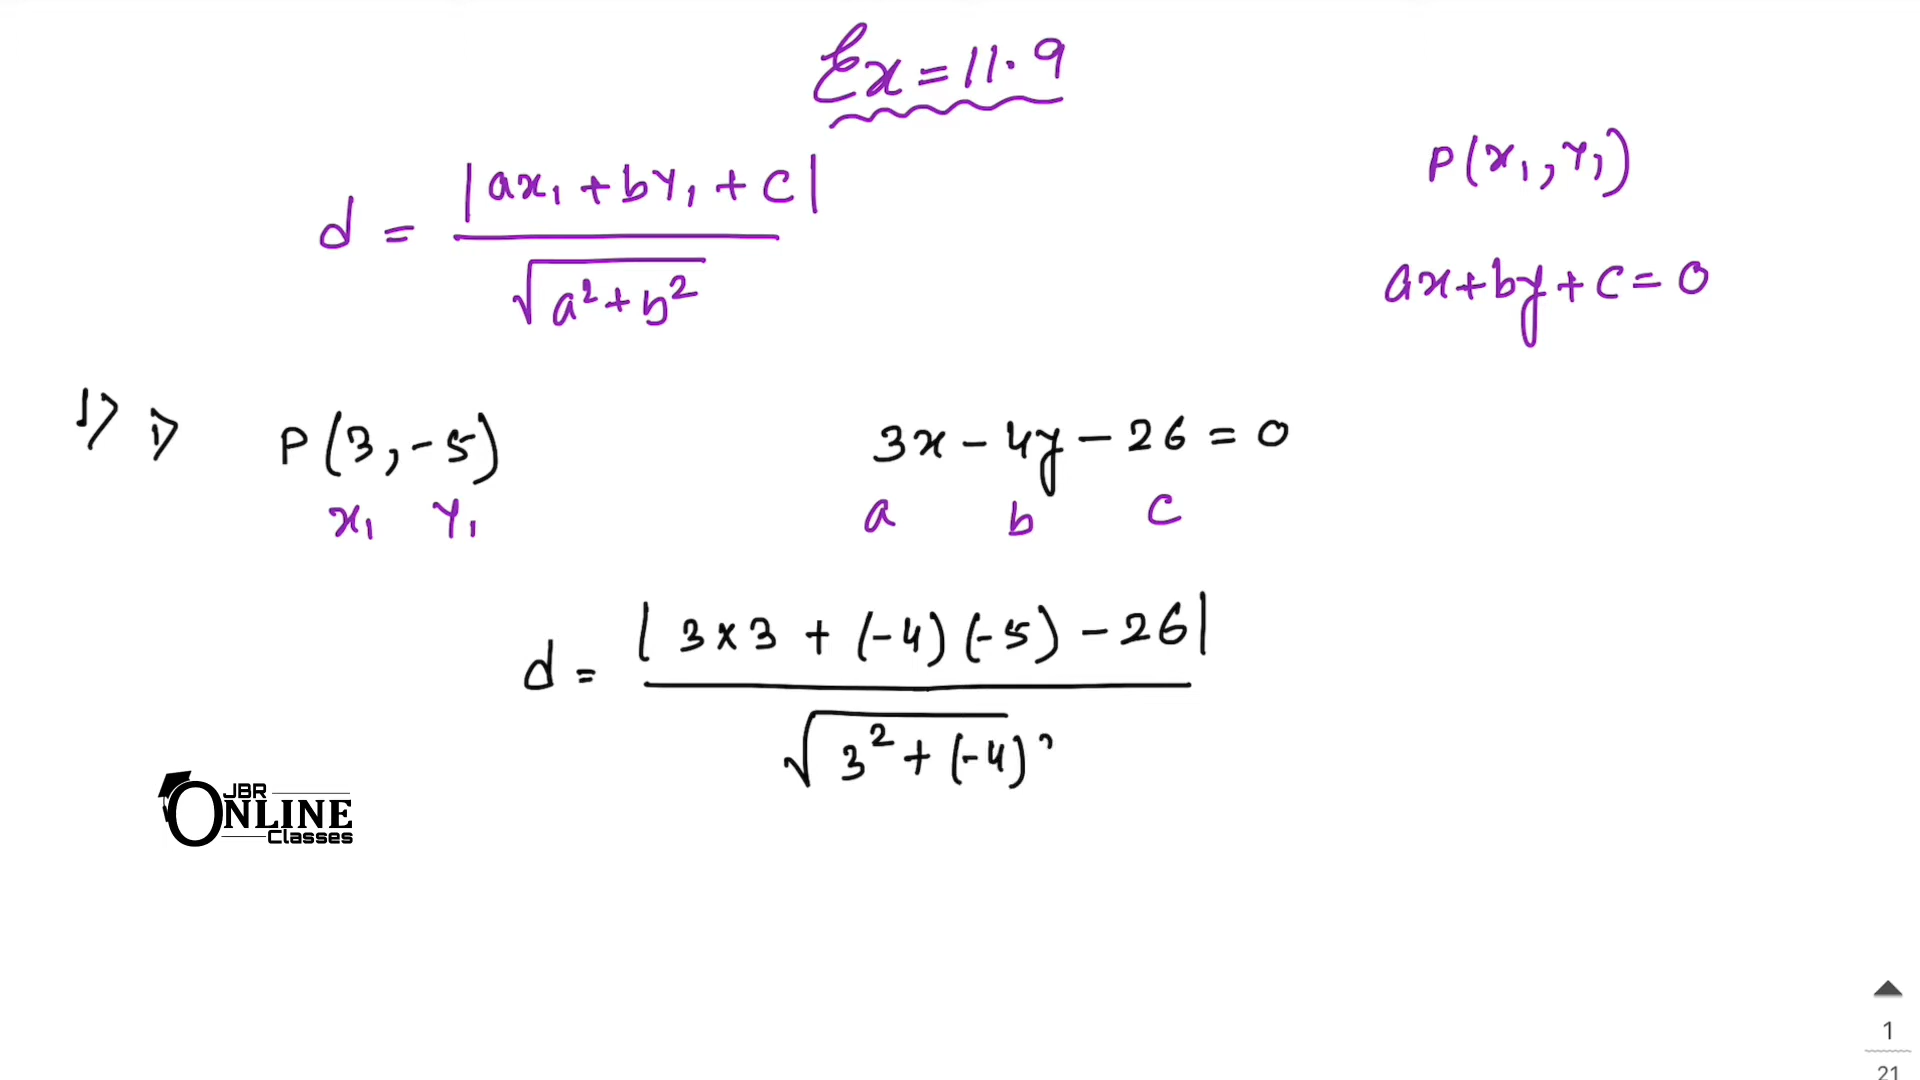 Ex = 11.9
P(x₁, y₁)
d = |ax₁ + by₁ + c| / √(a² + b²)
ax + by + c = 0
1) i) P(3, -5) 3x - 4y - 26 = 0
x₁ y₁ a b c
d = |3 × 3 + (-4)(-5) - 26| / √(3² + (-4)²
JBR
ONLINE
Classes
1
21